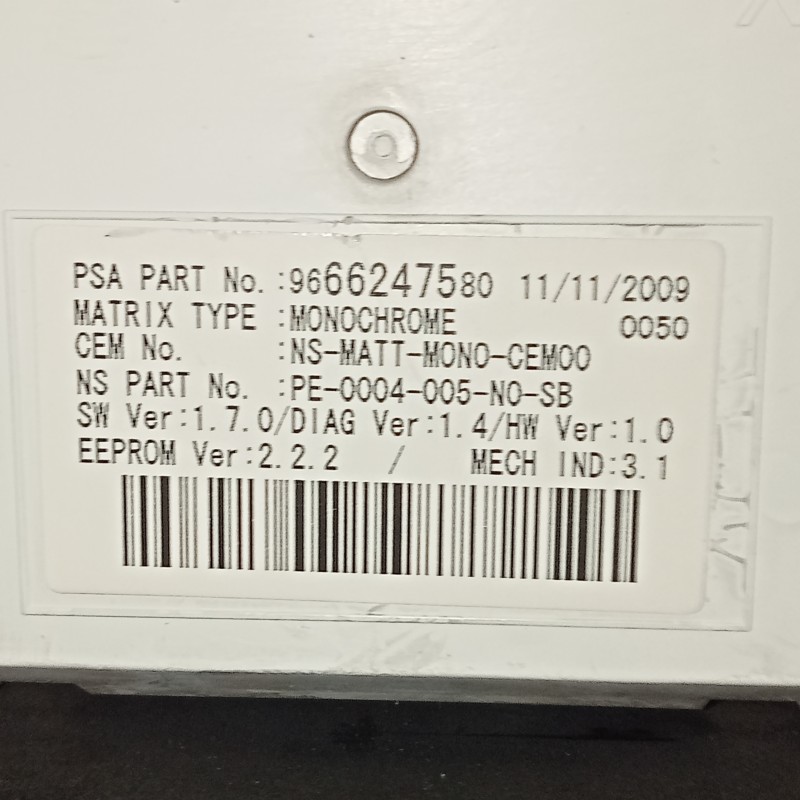 PSA PART No.:9666247580 11/11/2009
MATRIX TYPE :MONOCHROME 0050
CEM No. :NS-MATT-MONO-CEM00
NS PART No. :PE-0004-005-NO-SB
SW Ver:1.7.0/DIAG Ver:1.4/HW Ver:1.0
EEPROM Ver:2.2.2 / MECH IND:3.1